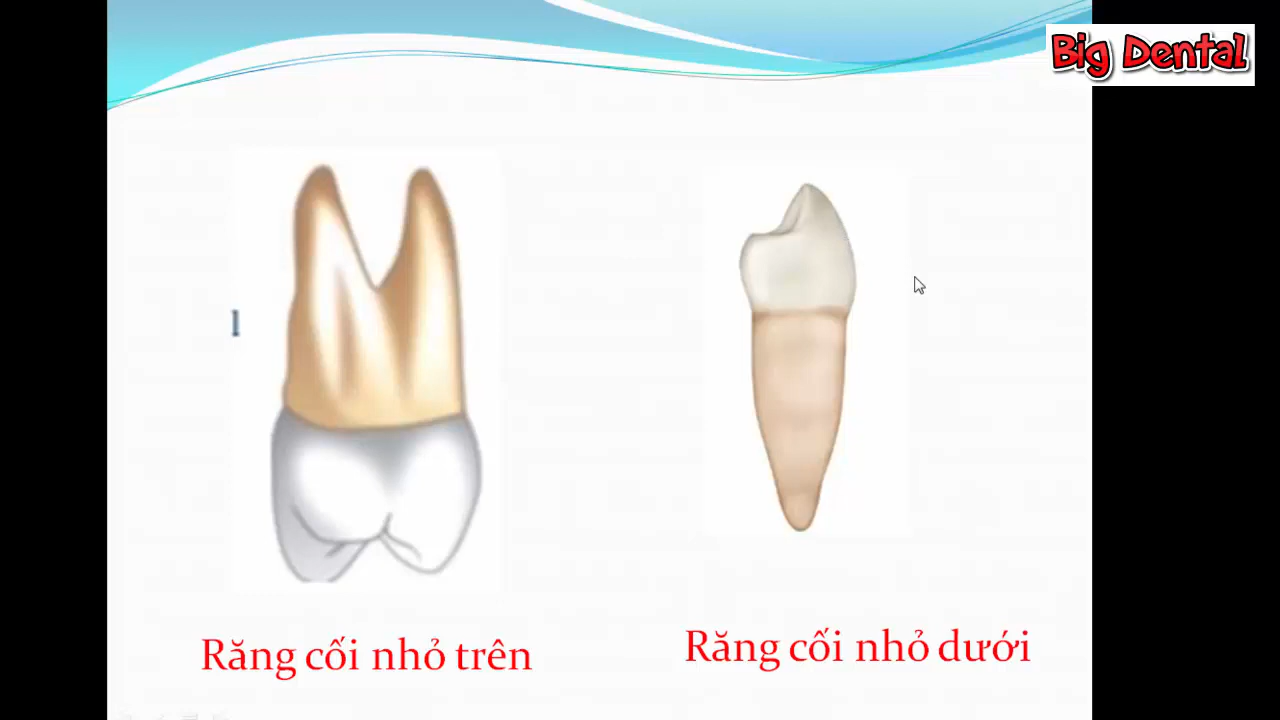 Big Dental
l
Răng cối nhỏ trên
Răng cối nhỏ dưới